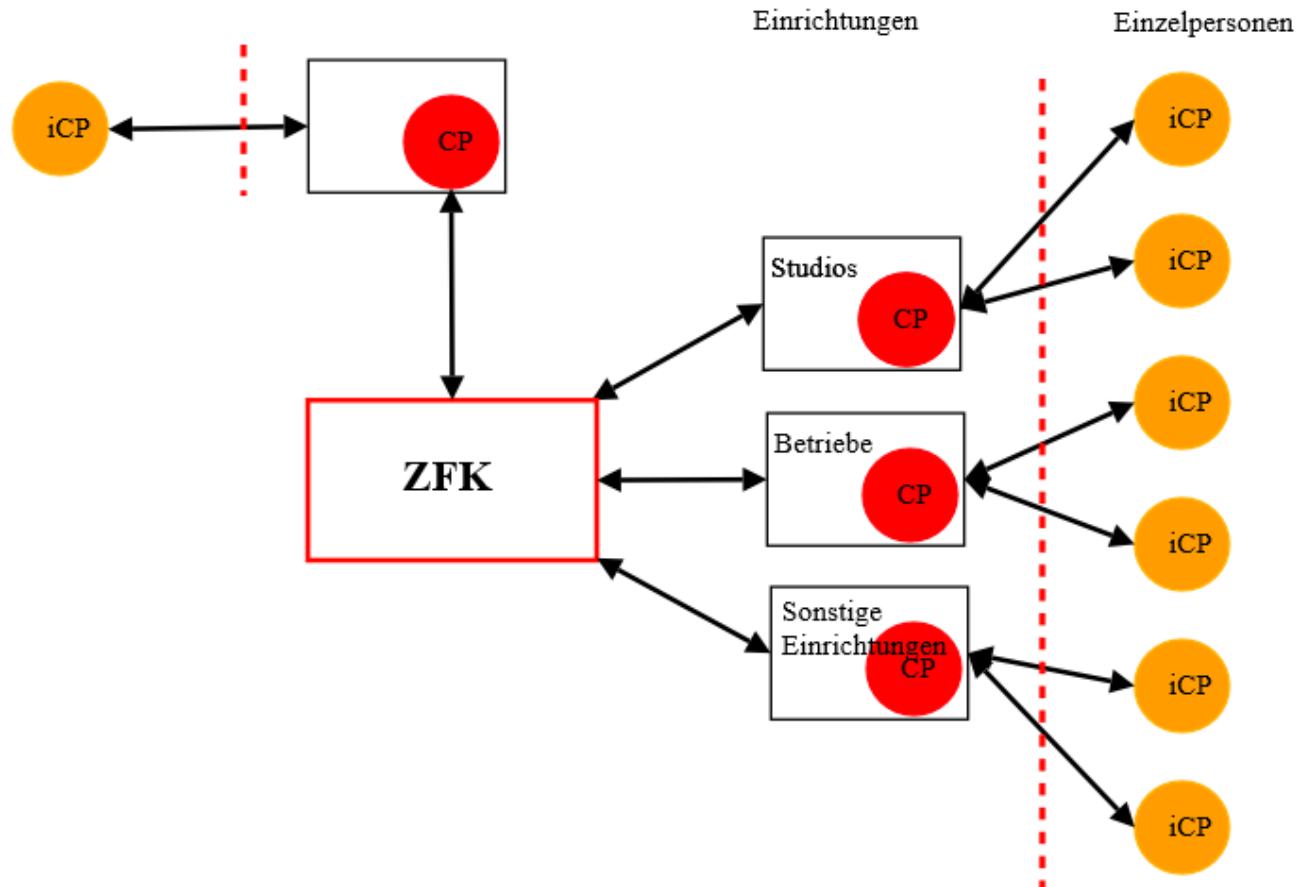 Einrichtungen
Einzelpersonen
iCP
CP
iCP
Studios
CP
iCP
ZFK
Betriebe
CP
iCP
iCP
Sonstige
Einrichtungen
CP
iCP
iCP